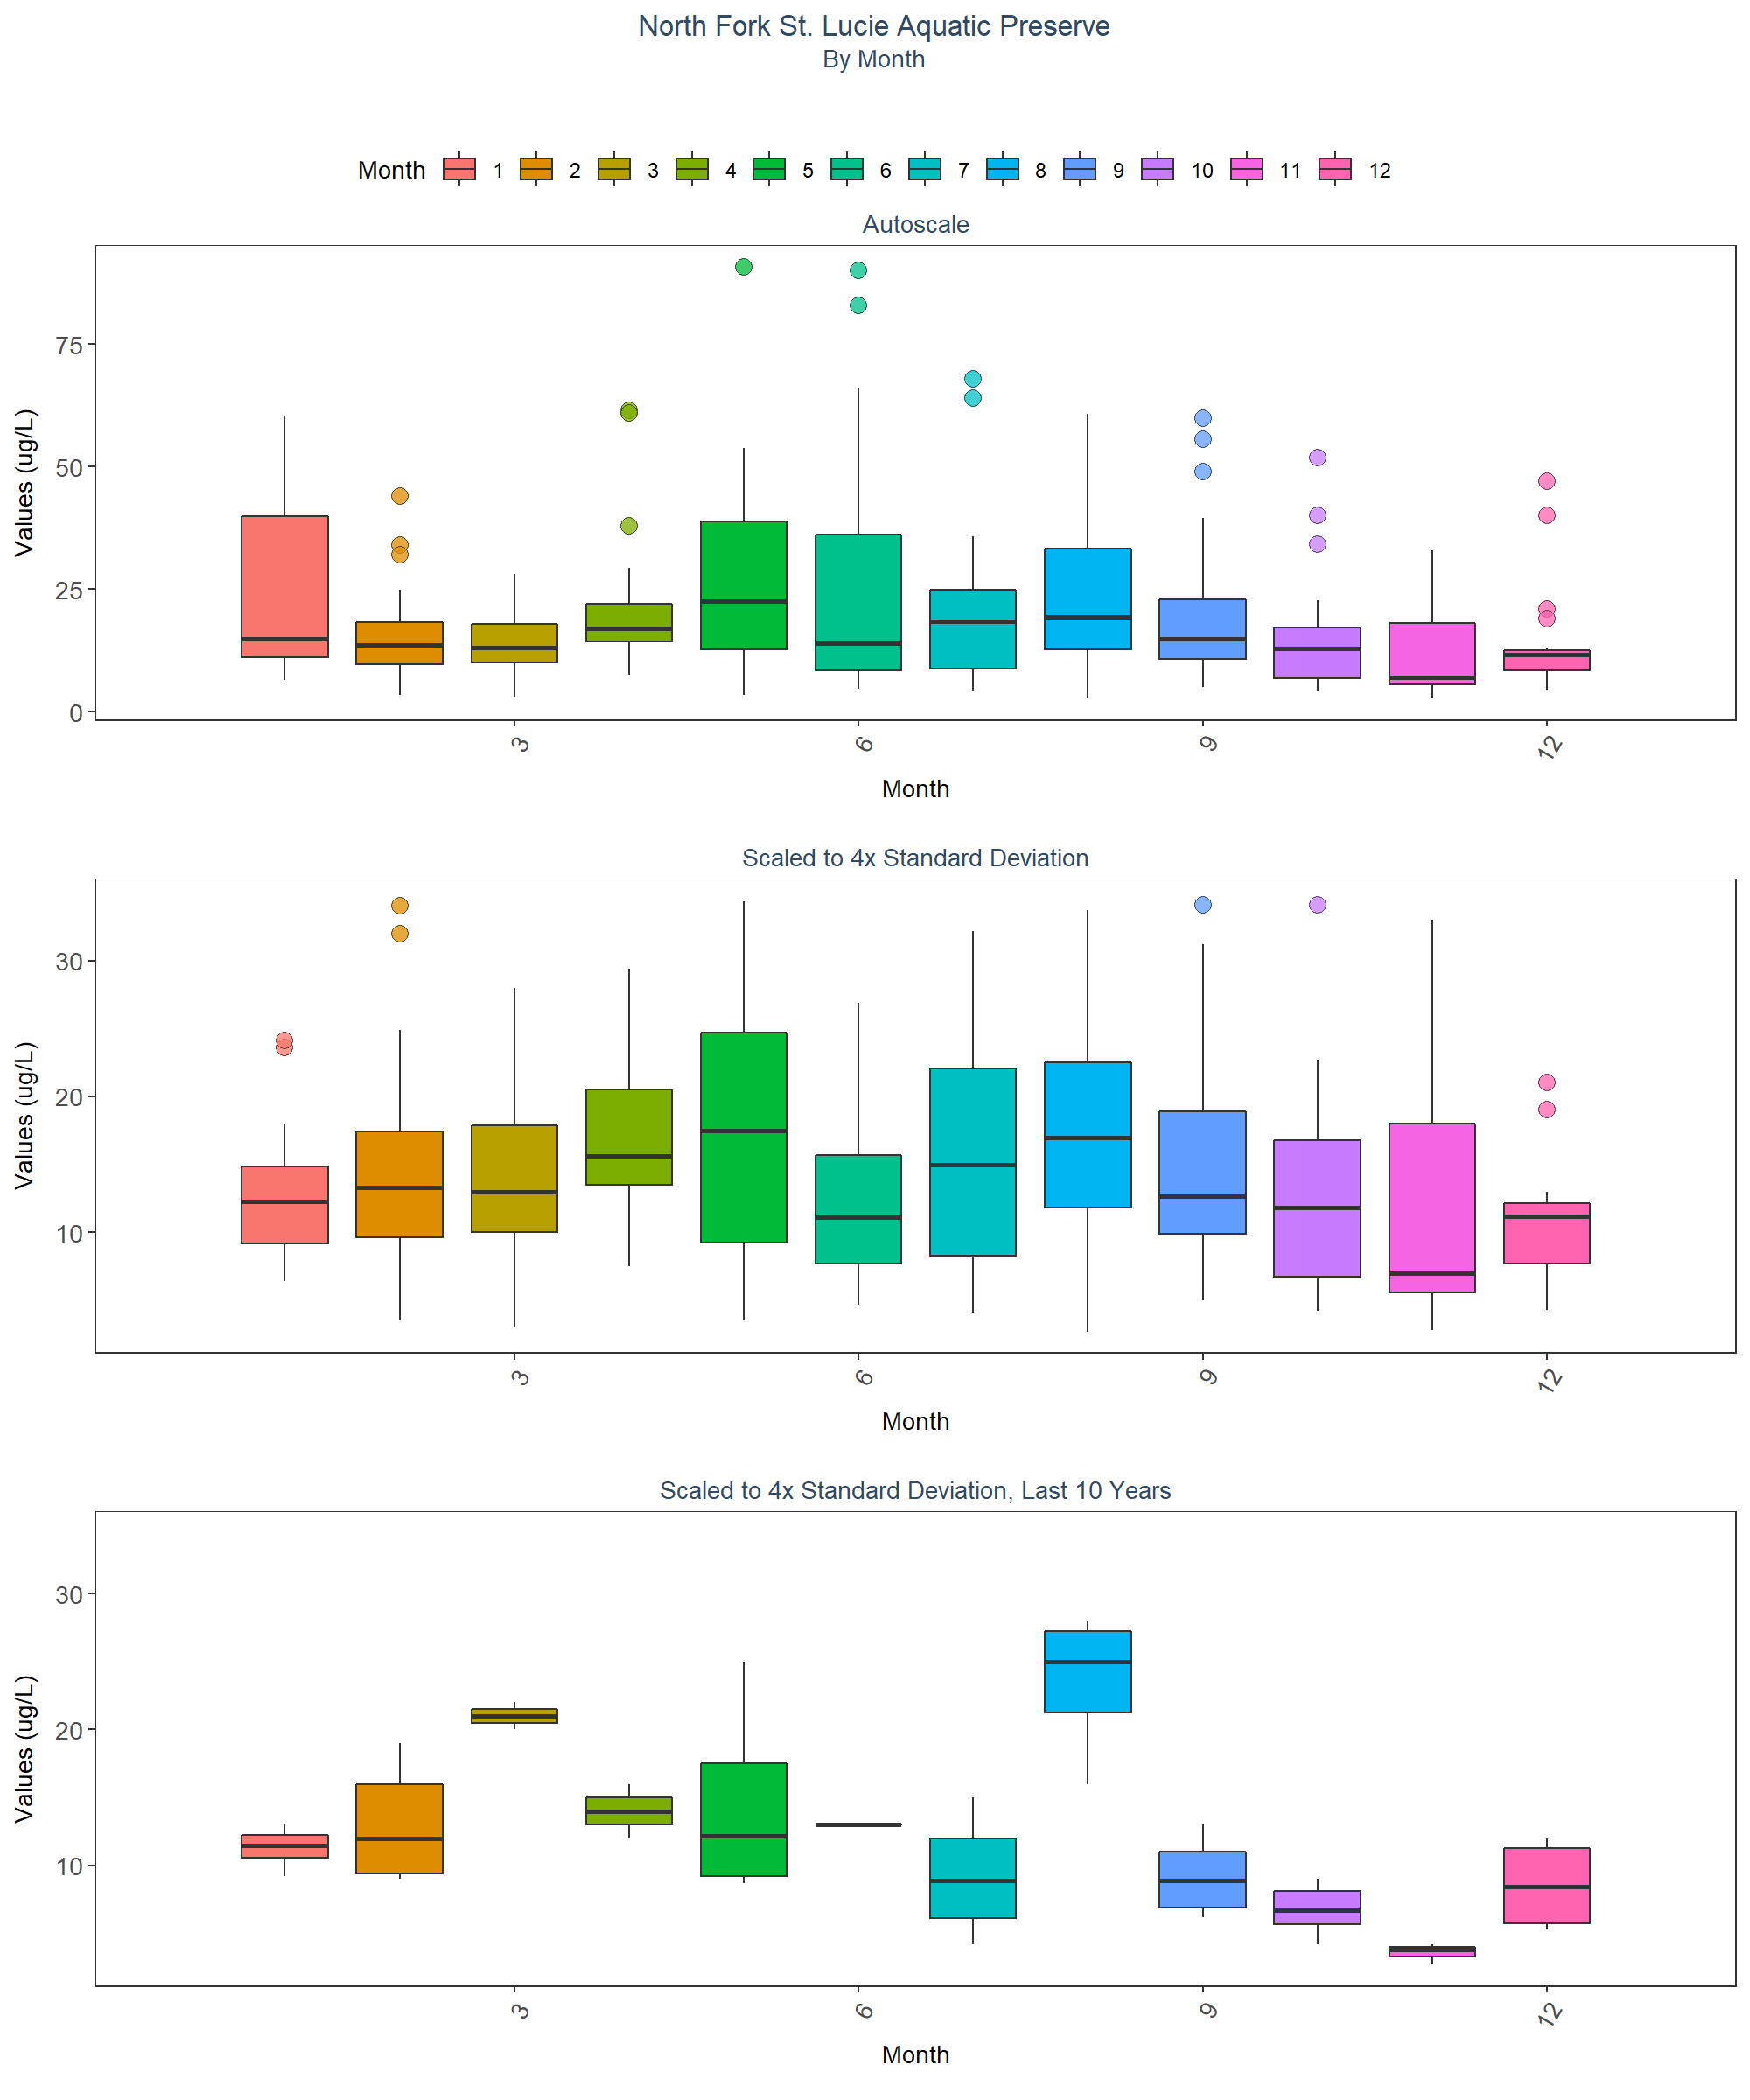 North Fork St. Lucie Aquatic Preserve
By Month
Month 1 2 3 4 5 6 7 8 9 10 11 12
Autoscale
Values (ug/L)
75
50
25
0
3 6 9 12
Month
Scaled to 4x Standard Deviation
Values (ug/L)
30
20
10
3 6 9 12
Month
Scaled to 4x Standard Deviation, Last 10 Years
Values (ug/L)
30
20
10
3 6 9 12
Month